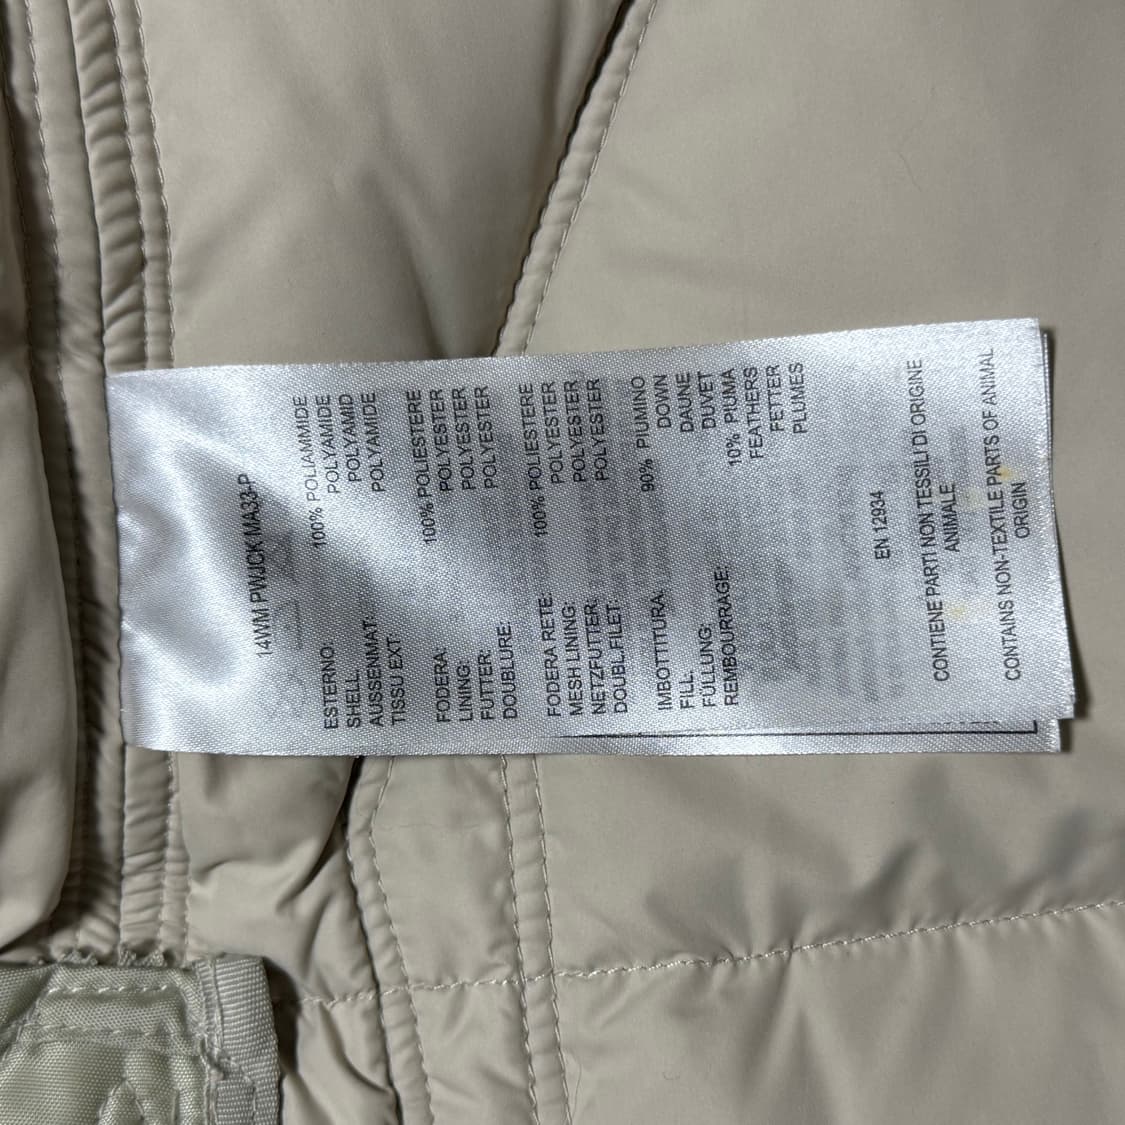 14WM PWJCK MA33-P
ESTERNO: 100% POLIAMMIDE
SHELL: POLYAMIDE
AUSSENMAT: POLYAMID
TISSU EXT POLYAMIDE
FODERA: 100% POLIESTERE
LINING: POLYESTER
FUTTER: POLYESTER
DOUBLURE: POLYESTER
FODERA RETE: 100% POLIESTERE
MESH LINING: POLYESTER
NETZFUTTER: POLYESTER
DOUBL.FILET: POLYESTER
IMBOTTITURA 90% PIUMINO
FILL. DOWN
FÜLLUNG: DAUNE
REMBOURRAGE: DUVET
10% PIUMA
FEATHERS
FETTER
PLUMES
EN 12934
CONTIENE PARTI NON TESSILI DI ORIGINE
ANIMALE
CONTAINS NON-TEXTILE PARTS OF ANIMAL
ORIGIN